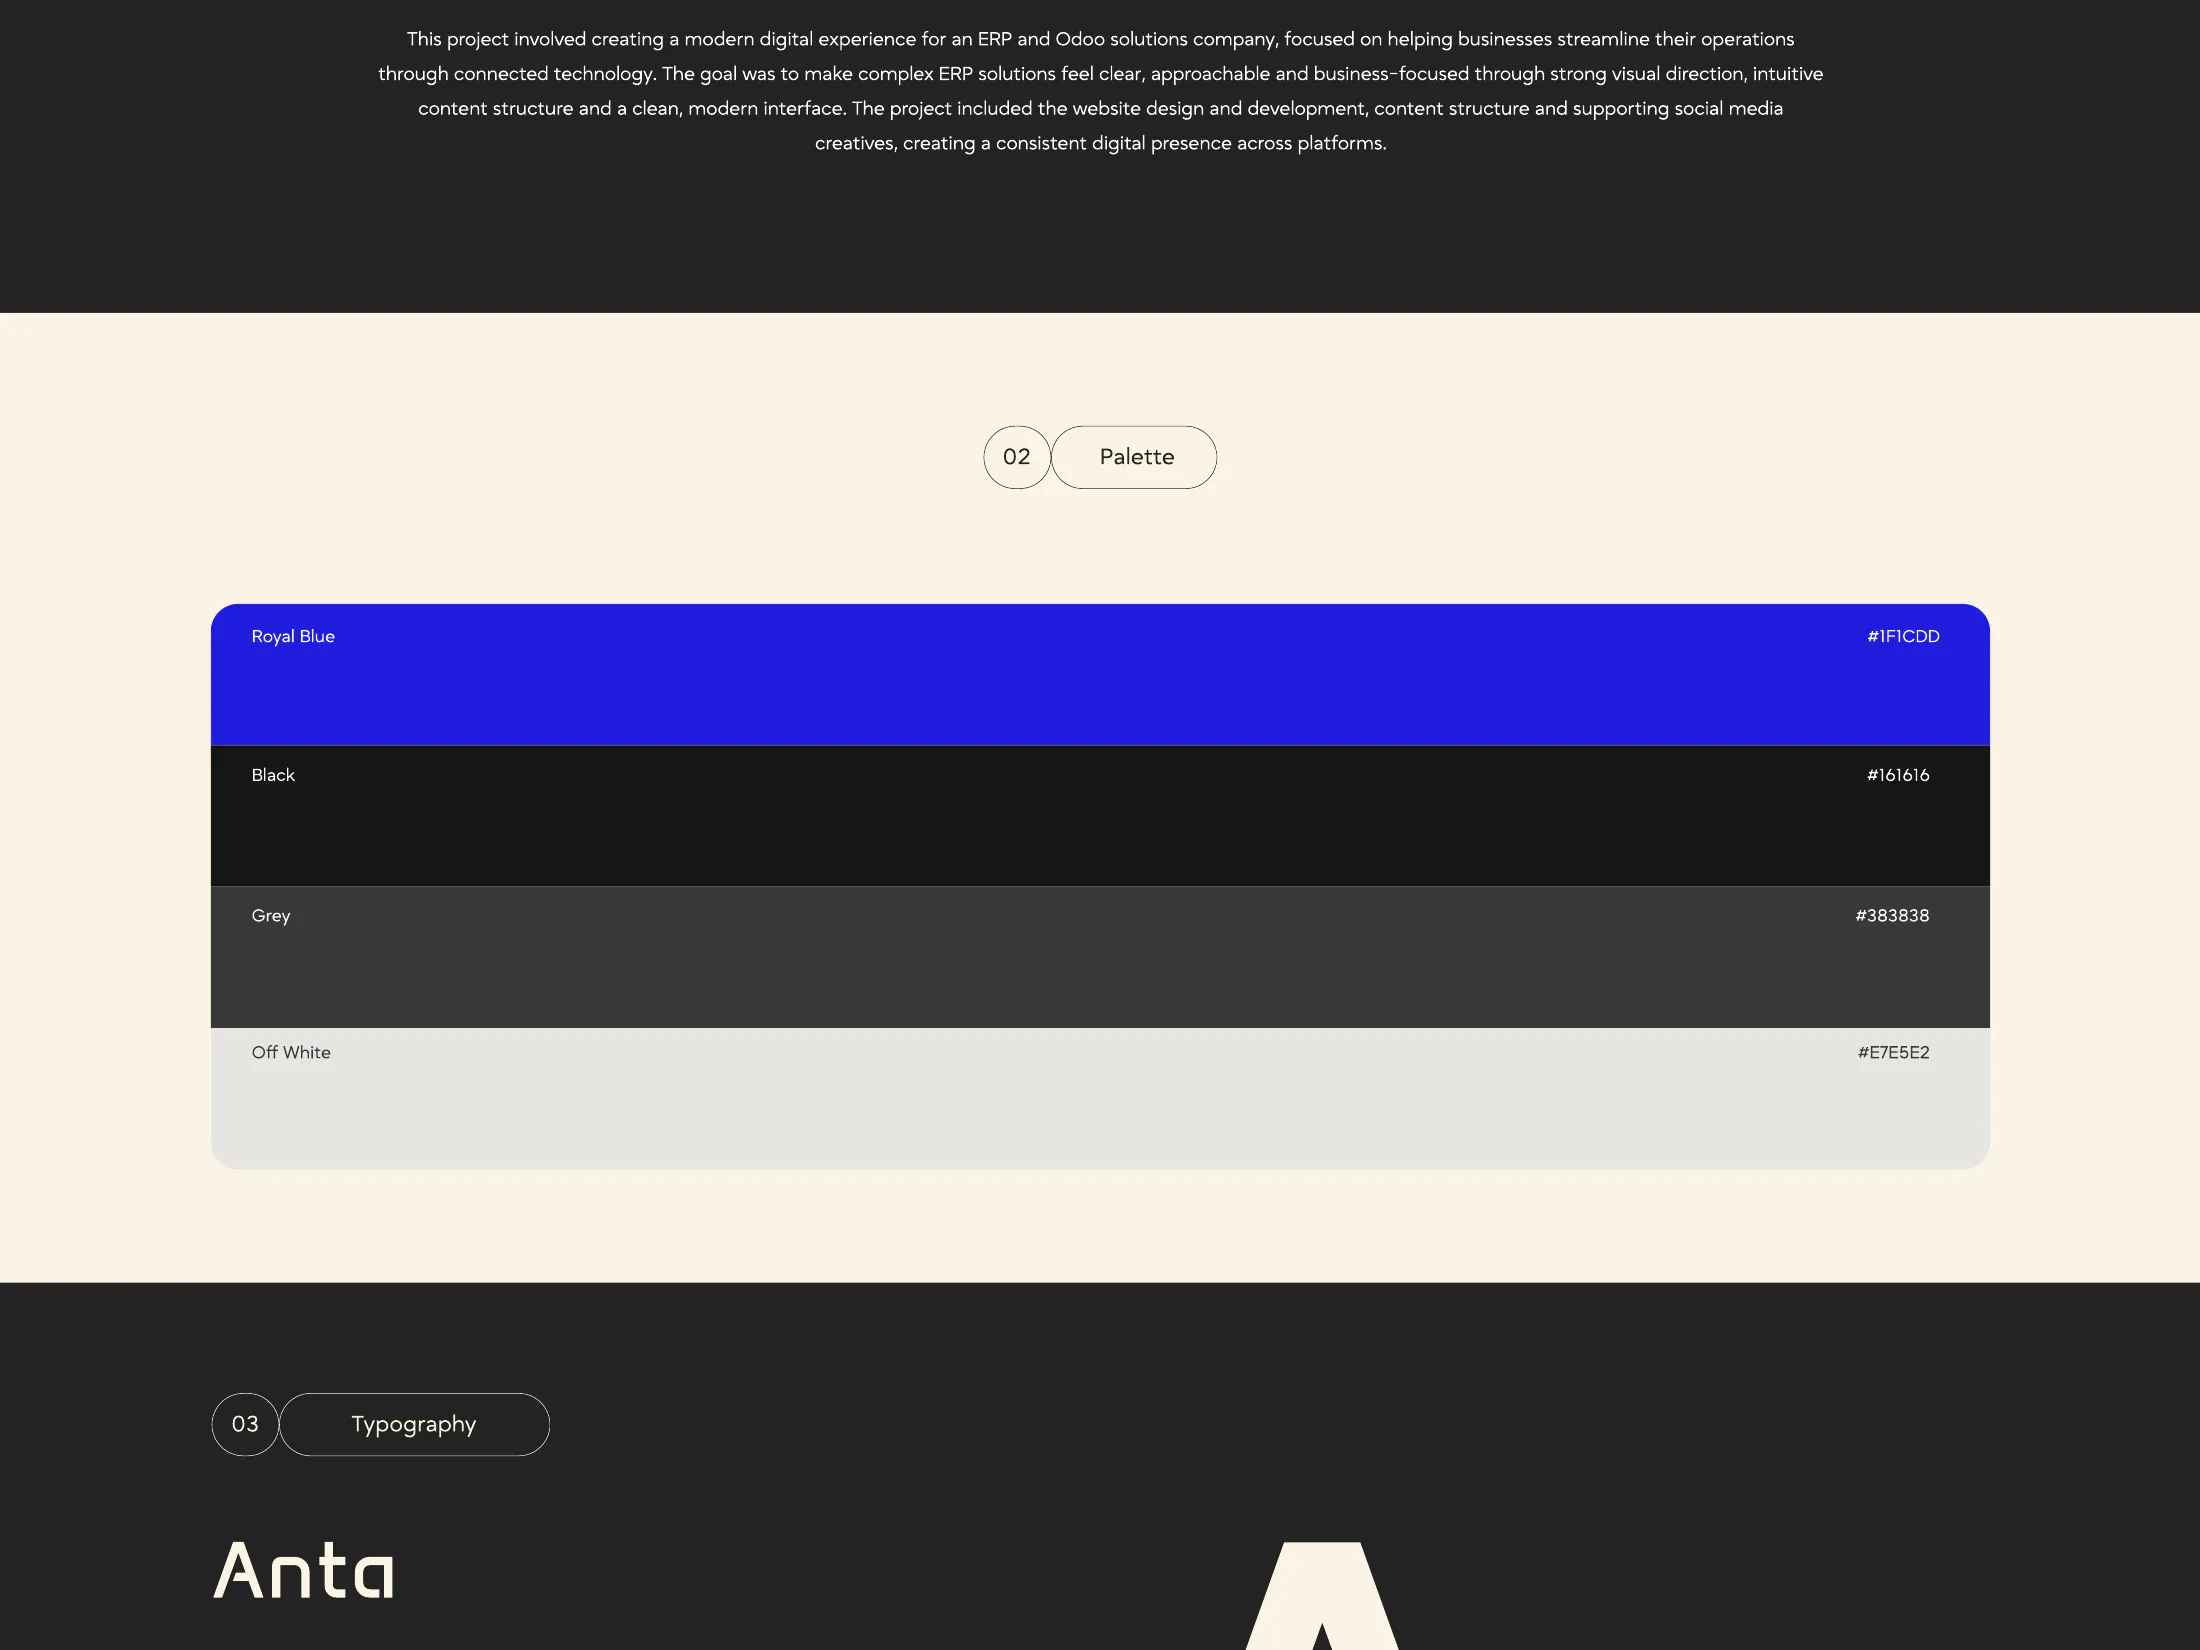 This project involved creating a modern digital experience for an ERP and Odoo solutions company, focused on helping businesses streamline their operations
through connected technology. The goal was to make complex ERP solutions feel clear, approachable and business-focused through strong visual direction, intuitive
content structure and a clean, modern interface. The project included the website design and development, content structure and supporting social media
creatives, creating a consistent digital presence across platforms.
02 Palette
Royal Blue #1F1CDD
Black #161616
Grey #383838
Off White #E7E5E2
03 Typography
Anta
A